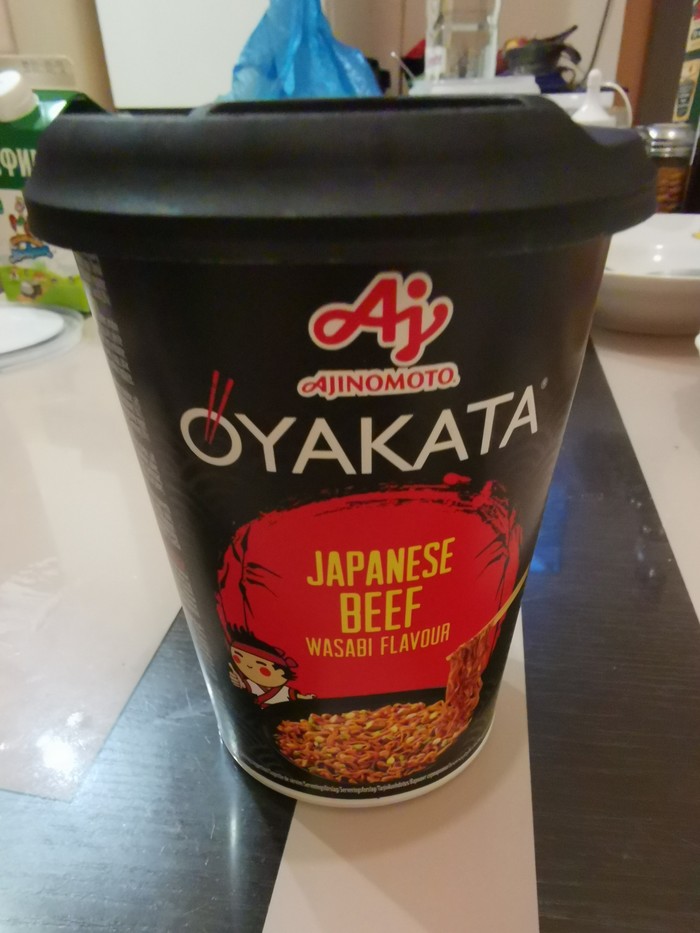 Aj
AJINOMOTO.
OYAKATA®
JAPANESE
BEEF
WASABI FLAVOUR